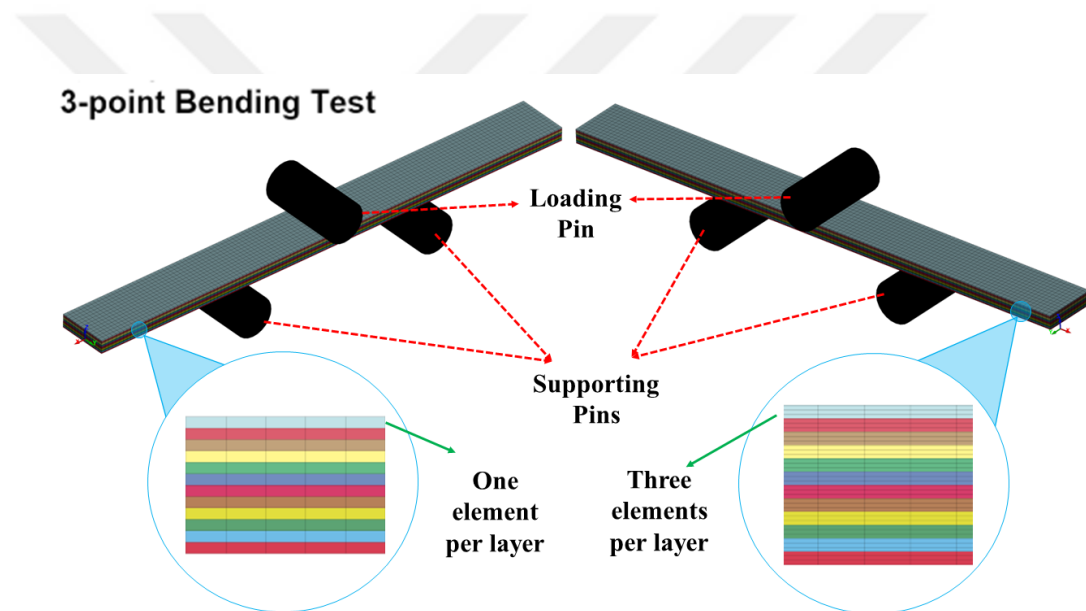 3-point Bending Test
Loading
Pin
Supporting
Pins
One
element
per layer
Three
elements
per layer